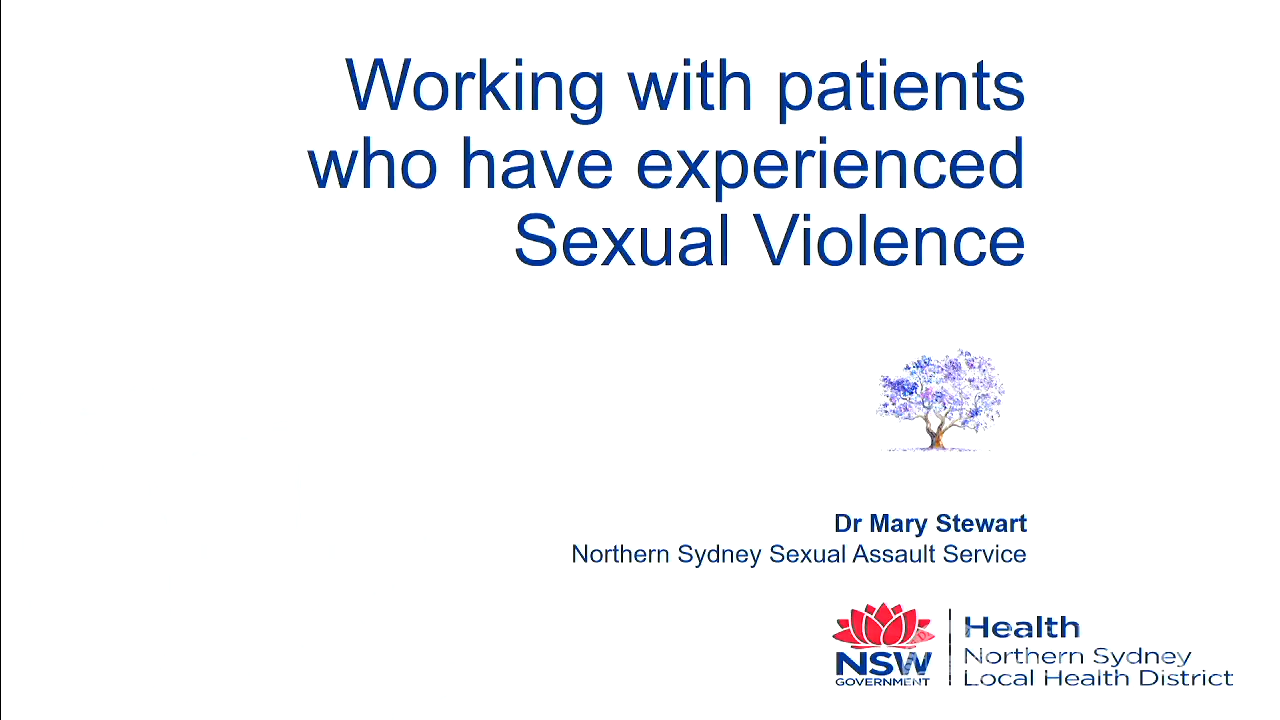 Working with patients
who have experienced
Sexual Violence
Dr Mary Stewart
Northern Sydney Sexual Assault Service
NSW
GOVERNMENT
Health
Northern Sydney
Local Health District